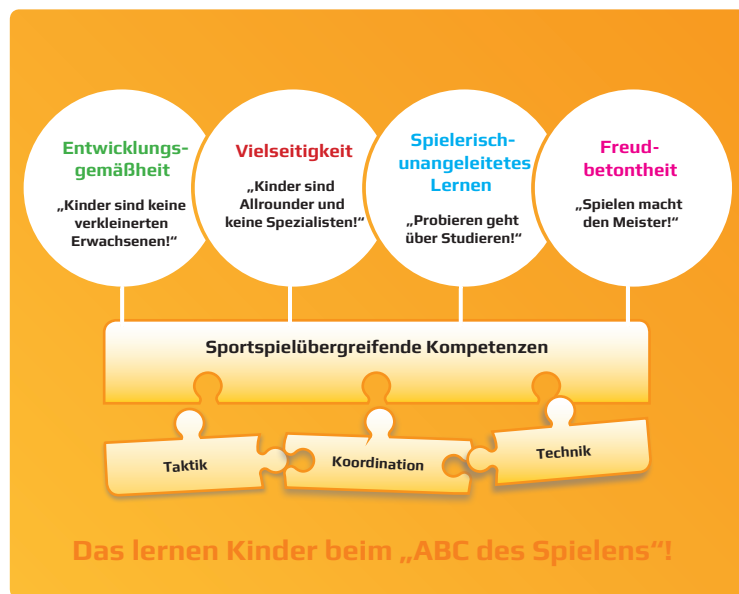 Entwicklungs-
gemäßheit
„Kinder sind keine
verkleinerten
Erwachsenen!“
Vielseitigkeit
„Kinder sind
Allrounder und
keine Spezialisten!“
Spielerisch-
unangeleitetes
Lernen
„Probieren geht
über Studieren!“
Freud-
betontheit
„Spielen macht
den Meister!“
Sportspielübergreifende Kompetenzen
Taktik
Koordination
Technik
Das lernen Kinder beim „ABC des Spielens“!